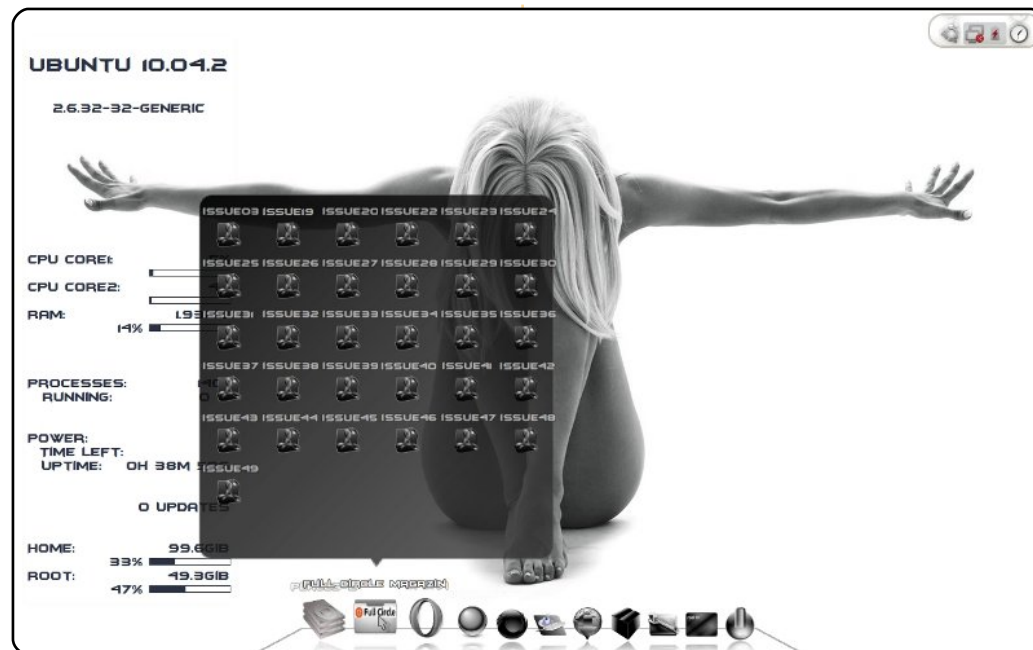 UBUNTU 10.04.2
2.6.32-32-GENERIC
CPU CORE1:
CPU CORE2:
RAM:
14%
PROCESSES:
RUNNING:
POWER:
TIME LEFT:
UPTIME: 0H 38M
0 UPDATES
HOME: 99.6GIB
33%
ROOT: 49.3GIB
47%
ISSUE03 ISSUE19 ISSUE20 ISSUE22 ISSUE23 ISSUE24
ISSUE25 ISSUE26 ISSUE27 ISSUE28 ISSUE29 ISSUE30
ISSUE31 ISSUE32 ISSUE33 ISSUE34 ISSUE35 ISSUE36
ISSUE37 ISSUE38 ISSUE39 ISSUE40 ISSUE41 ISSUE42
ISSUE43 ISSUE44 ISSUE45 ISSUE46 ISSUE47 ISSUE48
ISSUE49
FULL CIRCLE MAGAZIN
Full Circle